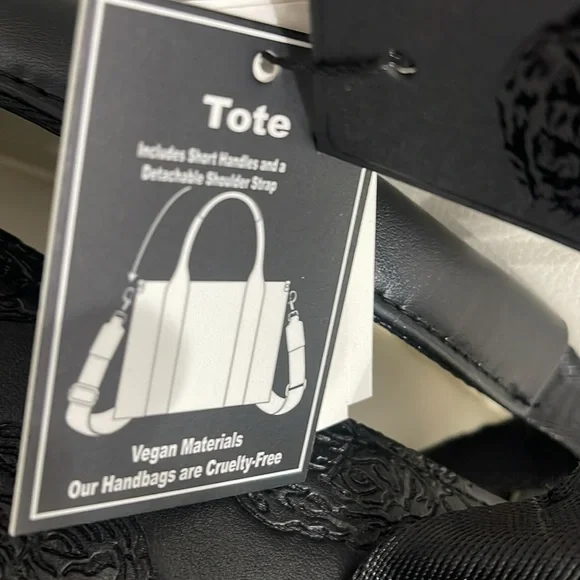 Tote
Includes Short Handles and a
Detachable Shoulder Strap
Vegan Materials
Our Handbags are Cruelty-Free